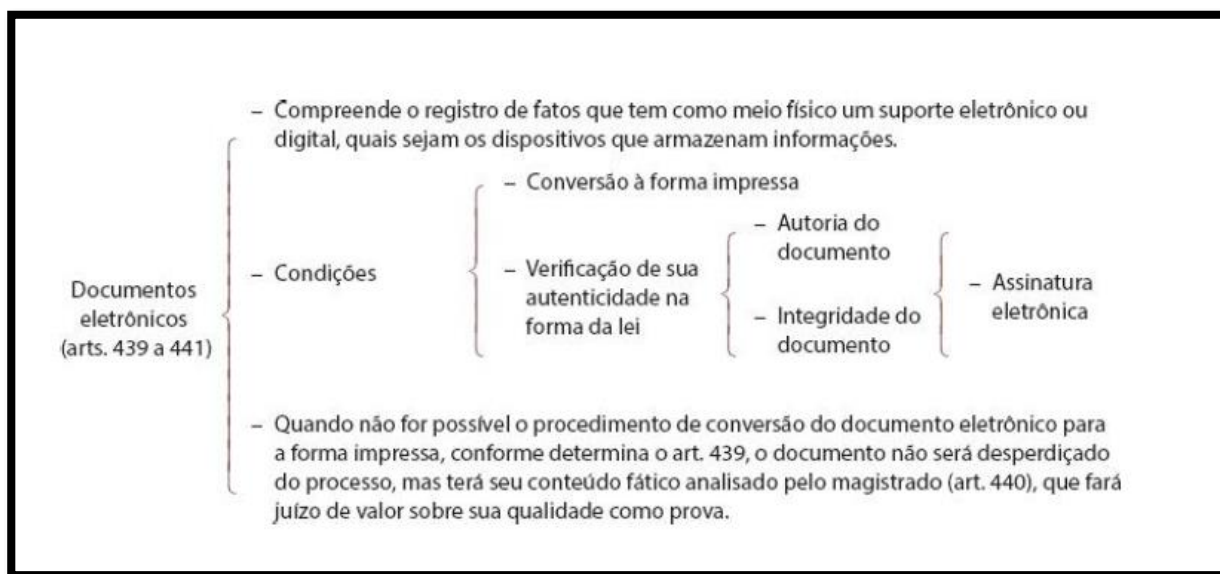 – Compreende o registro de fatos que tem como meio físico um suporte eletrônico ou
digital, quais sejam os dispositivos que armazenam informações.
Documentos
eletrônicos
(arts. 439 a 441)
– Condições
– Conversão à forma impressa
– Verificação de sua
autenticidade na
forma da lei
– Autoria do
documento
– Integridade do
documento
– Assinatura
eletrônica
– Quando não for possível o procedimento de conversão do documento eletrônico para
a forma impressa, conforme determina o art. 439, o documento não será desperdiçado
do processo, mas terá seu conteúdo fático analisado pelo magistrado (art. 440), que fará
juízo de valor sobre sua qualidade como prova.